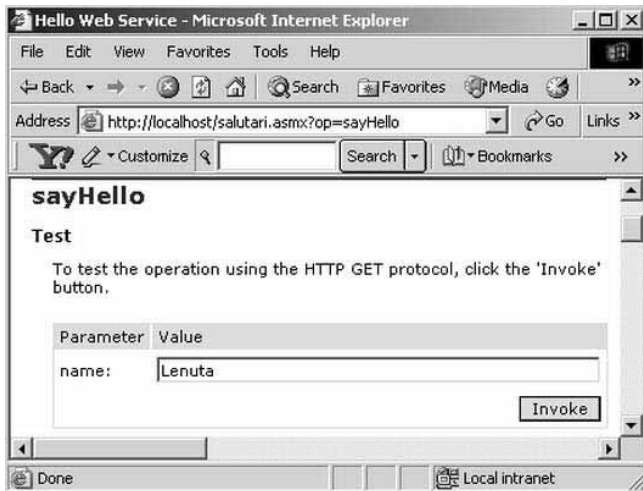 Hello Web Service - Microsoft Internet Explorer
File Edit View Favorites Tools Help
Back Search Favorites Media »
Address http://localhost/salutari.asmx?op=sayHello Go Links »
Y! Customize Search Bookmarks »
sayHello
Test
To test the operation using the HTTP GET protocol, click the 'Invoke'
button.
Parameter Value
name: Lenuta
Invoke
Done Local intranet